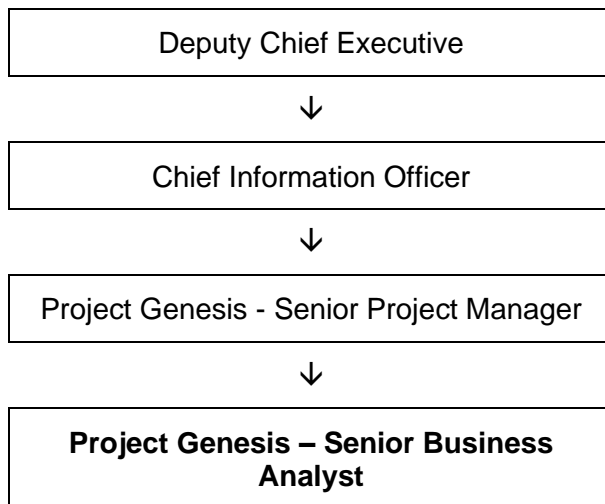 Deputy Chief Executive
↓
Chief Information Officer
↓
Project Genesis - Senior Project Manager
↓
Project Genesis – Senior Business
Analyst